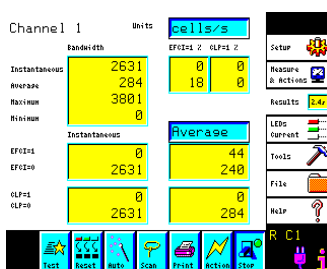 Channel 1 Units cells/s
Bandwidth EFCI=1 % CLP=1 %
Instantaneous 2631 0 0
Average 284 18 0
Maximum 3801
Minimum 0
Instantaneous Average
EFCI=1 0 44
EFCI=0 2631 240
CLP=1 0 0
CLP=0 2631 284
Setup
Measure
& Actions
Results 2.4r
LEDs
Current
Tools
File
Help
R C1
Test Reset Auto Scan Print Action Stop